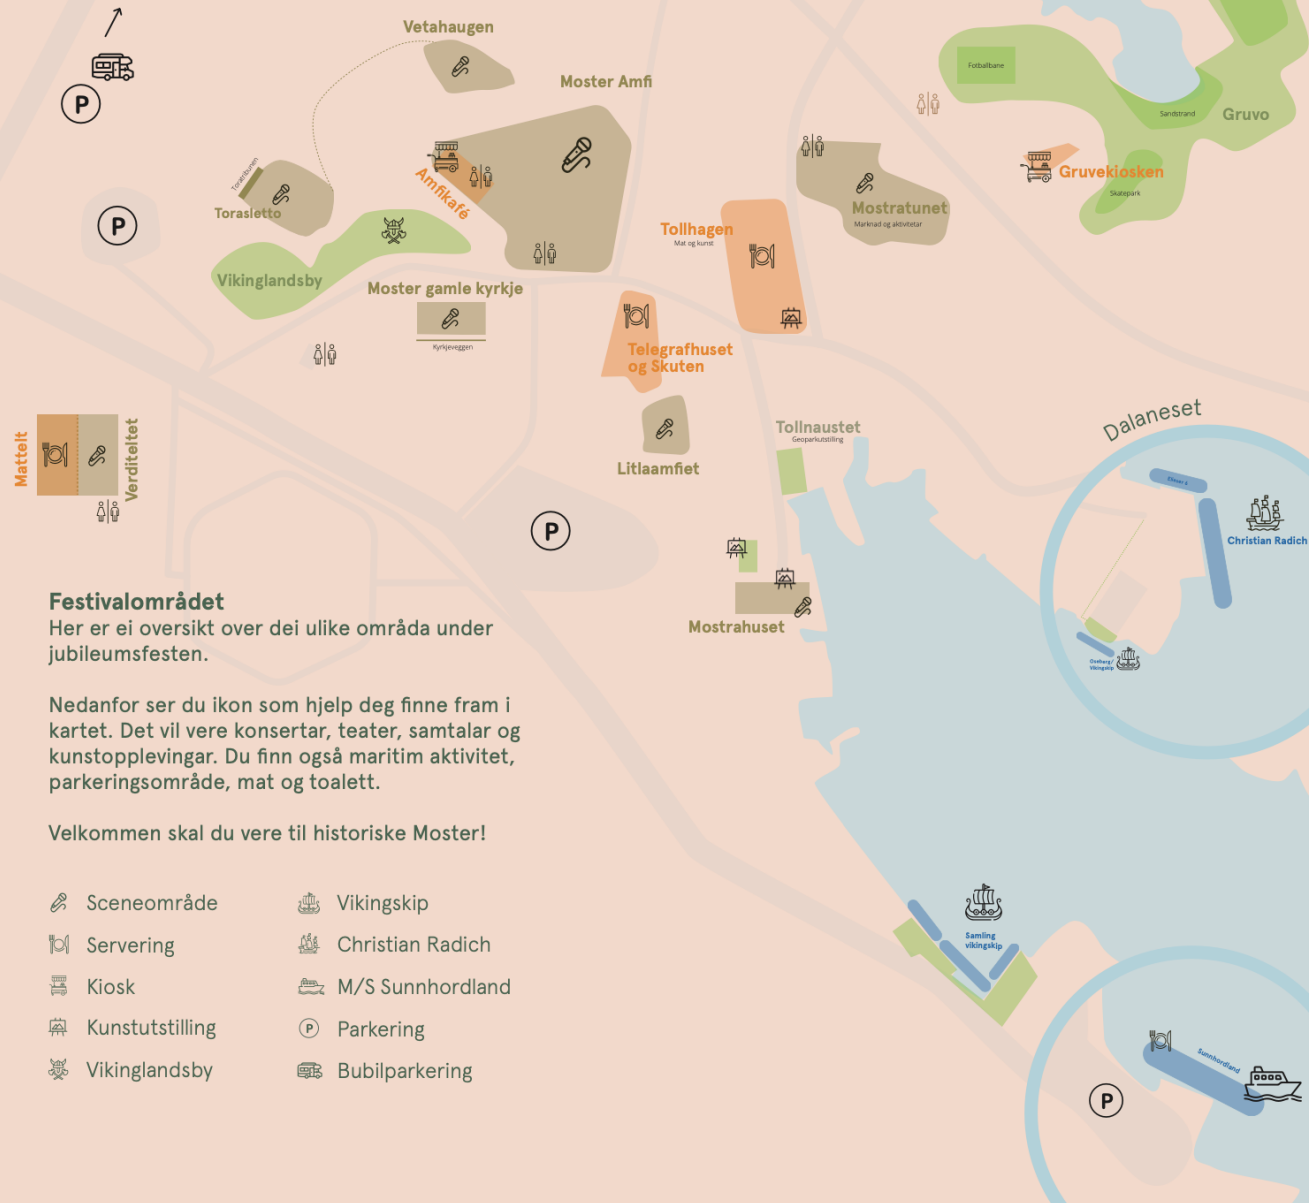 Vetahaugen
Moster Amfi
Fotballbane
Sandstrand
Gruvo
P
Toratribunen
Torasletto
Amfikafé
Gruvekiosken
Skatepark
Mostratunet
Marknad og aktivitetar
P
Tollhagen
Mat og kunst
Vikinglandsby
Moster gamle kyrkje
Kyrkjeveggen
Telegrafhuset
og Skuten
Mattelt
Verditeltet
Litlaamfiet
Tollnaustet
Geoparkutstilling
Dalaneset
Christian Radich
P
Mostrahuset
Vikingskip
Festivalområdet
Her er ei oversikt over dei ulike områda under
jubileumsfesten.
Nedanfor ser du ikon som hjelp deg finne fram i
kartet. Det vil vere konsertar, teater, samtalar og
kunstopplevingar. Du finn også maritim aktivitet,
parkeringsområde, mat og toalett.
Velkommen skal du vere til historiske Moster!
Sceneområde
Servering
Kiosk
Kunstutstilling
Vikinglandsby
Vikingskip
Christian Radich
M/S Sunnhordland
P Parkering
Bubilparkering
Samling
vikingskip
Sunnhordland
P